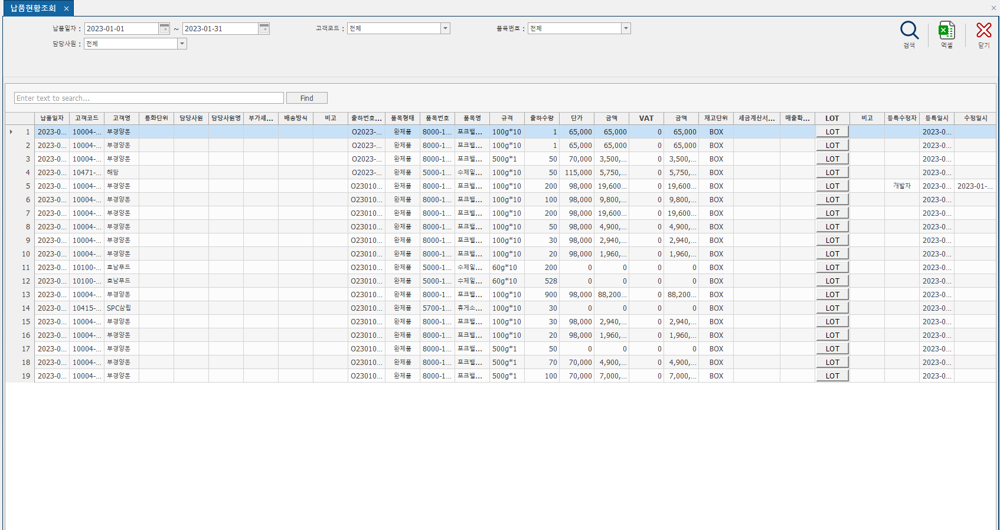 납품현황조회 ×
납품일자 : 2023-01-01 ~ 2023-01-31 고객코드 : 전체 품목번호 : 전체
담당사원 : 전체
검색 엑셀 닫기
Enter text to search... Find
납품일자 고객코드 고객명 통화단위 담당사원 담당사원명 부가세... 배송방식 비고 출하번호... 품목형태 품목번호 품목명 규격 출하수량 단가 금액 VAT 금액 재고단위 세금계산서... 매출확... LOT 비고 등록수정자 등록일시 수정일시
1 2023-0... 10004-... 부경양돈 O2023-... 완제품 8000-1... 포크밸... 100g*10 1 65,000 65,000 0 65,000 BOX LOT 2023-0...
2 2023-0... 10004-... 부경양돈 O2023-... 완제품 8000-1... 포크밸... 100g*10 1 65,000 65,000 0 65,000 BOX LOT 2023-0...
3 2023-0... 10004-... 부경양돈 O2023-... 완제품 8000-1... 포크밸... 500g*1 50 70,000 3,500,... 0 3,500,... BOX LOT 2023-0...
4 2023-0... 10471-... 해담 O2023-... 완제품 5000-1... 수제일... 100g*10 50 115,000 5,750,... 0 5,750,... BOX LOT 2023-0...
5 2023-0... 10004-... 부경양돈 O23010... 완제품 8000-1... 포크밸... 100g*10 200 98,000 19,600... 0 19,600... BOX LOT 개발자 2023-0... 2023-01-...
6 2023-0... 10004-... 부경양돈 O23010... 완제품 8000-1... 포크밸... 100g*10 100 98,000 9,800,... 0 9,800,... BOX LOT 2023-0...
7 2023-0... 10004-... 부경양돈 O23010... 완제품 8000-1... 포크밸... 100g*10 200 98,000 19,600... 0 19,600... BOX LOT 2023-0...
8 2023-0... 10004-... 부경양돈 O23010... 완제품 8000-1... 포크밸... 100g*10 50 98,000 4,900,... 0 4,900,... BOX LOT 2023-0...
9 2023-0... 10004-... 부경양돈 O23010... 완제품 8000-1... 포크밸... 100g*10 30 98,000 2,940,... 0 2,940,... BOX LOT 2023-0...
10 2023-0... 10004-... 부경양돈 O23010... 완제품 8000-1... 포크밸... 100g*10 20 98,000 1,960,... 0 1,960,... BOX LOT 2023-0...
11 2023-0... 10100-... 호남푸드 O23010... 완제품 5000-1... 수제일... 60g*10 200 0 0 0 0 BOX LOT 2023-0...
12 2023-0... 10100-... 호남푸드 O23010... 완제품 5000-1... 수제일... 60g*10 528 0 0 0 0 BOX LOT 2023-0...
13 2023-0... 10004-... 부경양돈 O23010... 완제품 8000-1... 포크밸... 100g*10 900 98,000 88,200... 0 88,200... BOX LOT 2023-0...
14 2023-0... 10415-... SPC삼립 O23010... 완제품 5700-1... 휴게소... 100g*10 30 0 0 0 0 BOX LOT 2023-0...
15 2023-0... 10004-... 부경양돈 O23010... 완제품 8000-1... 포크밸... 100g*10 30 98,000 2,940,... 0 2,940,... BOX LOT 2023-0...
16 2023-0... 10004-... 부경양돈 O23010... 완제품 8000-1... 포크밸... 100g*10 20 98,000 1,960,... 0 1,960,... BOX LOT 2023-0...
17 2023-0... 10004-... 부경양돈 O23010... 완제품 8000-1... 포크밸... 500g*1 50 0 0 0 0 BOX LOT 2023-0...
18 2023-0... 10004-... 부경양돈 O23010... 완제품 8000-1... 포크밸... 500g*1 70 70,000 4,900,... 0 4,900,... BOX LOT 2023-0...
19 2023-0... 10004-... 부경양돈 O23010... 완제품 8000-1... 포크밸... 500g*1 100 70,000 7,000,... 0 7,000,... BOX LOT 2023-0...